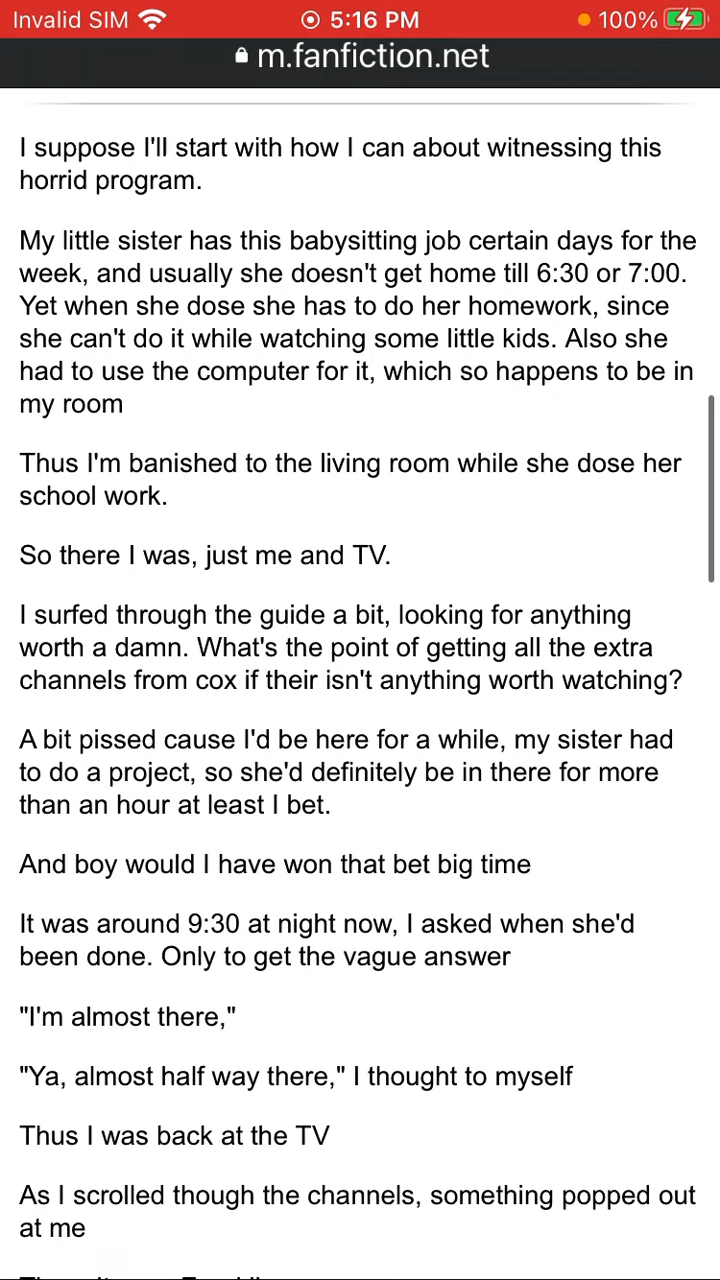 Invalid SIM 5:16 PM 100%
m.fanfiction.net
I suppose I'll start with how I can about witnessing this
horrid program.
My little sister has this babysitting job certain days for the
week, and usually she doesn't get home till 6:30 or 7:00.
Yet when she dose she has to do her homework, since
she can't do it while watching some little kids. Also she
had to use the computer for it, which so happens to be in
my room
Thus I'm banished to the living room while she dose her
school work.
So there I was, just me and TV.
I surfed through the guide a bit, looking for anything
worth a damn. What's the point of getting all the extra
channels from cox if their isn't anything worth watching?
A bit pissed cause I'd be here for a while, my sister had
to do a project, so she'd definitely be in there for more
than an hour at least I bet.
And boy would I have won that bet big time
It was around 9:30 at night now, I asked when she'd
been done. Only to get the vague answer
"I'm almost there,"
"Ya, almost half way there," I thought to myself
Thus I was back at the TV
As I scrolled though the channels, something popped out
at me